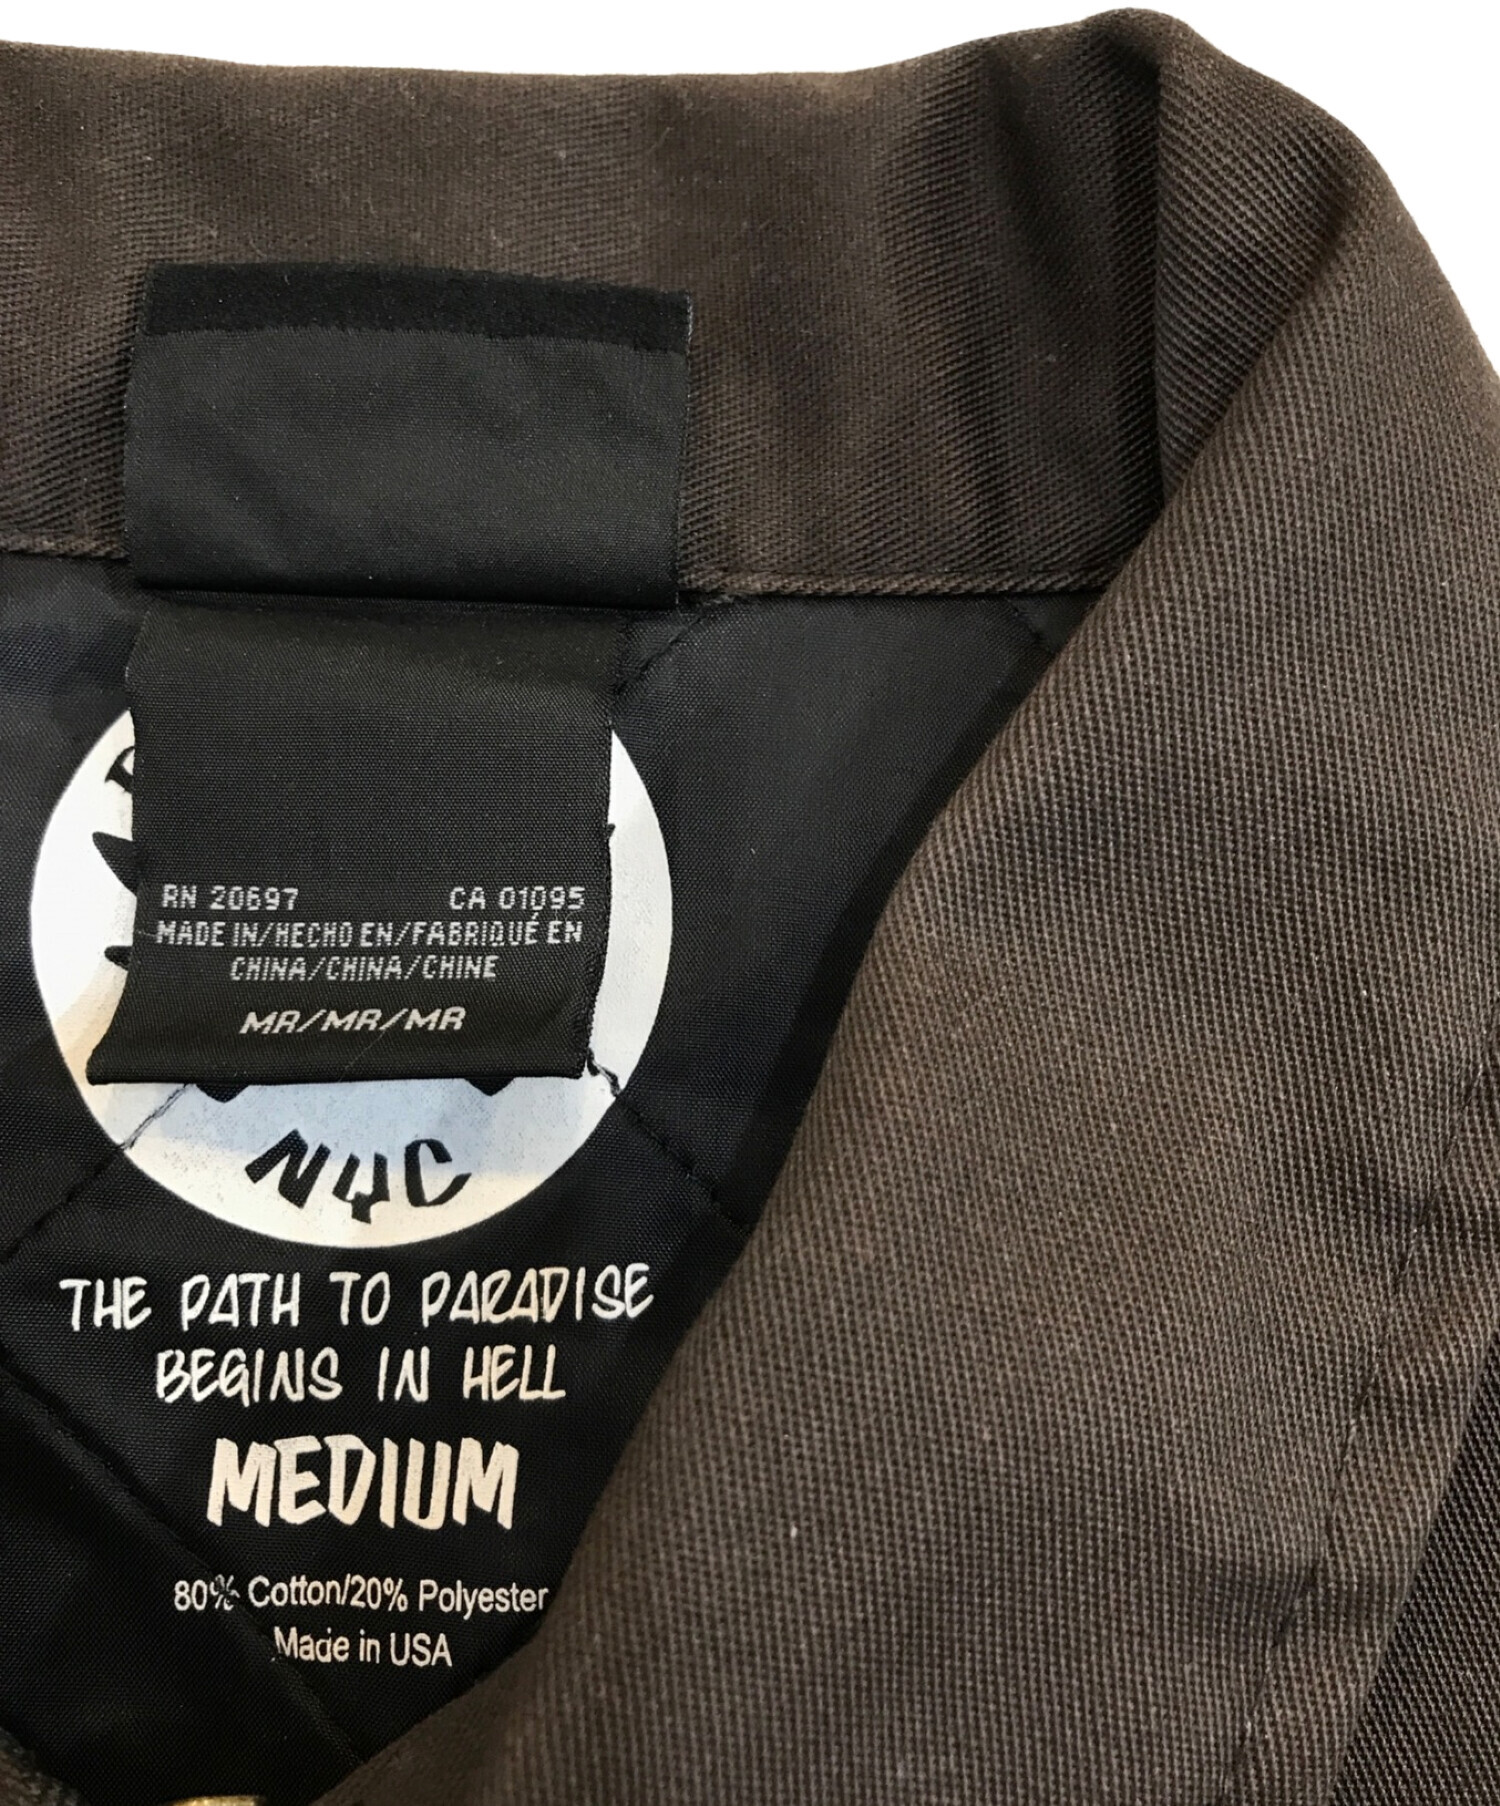 RN 20697 CA 01095
MADE IN/HECHO EN/FABRIQUÉ EN
CHINA/CHINA/CHINE
MR/MR/MR
NYC
THE PATH TO PARADISE
BEGINS IN HELL
MEDIUM
80% Cotton/20% Polyester
Made in USA